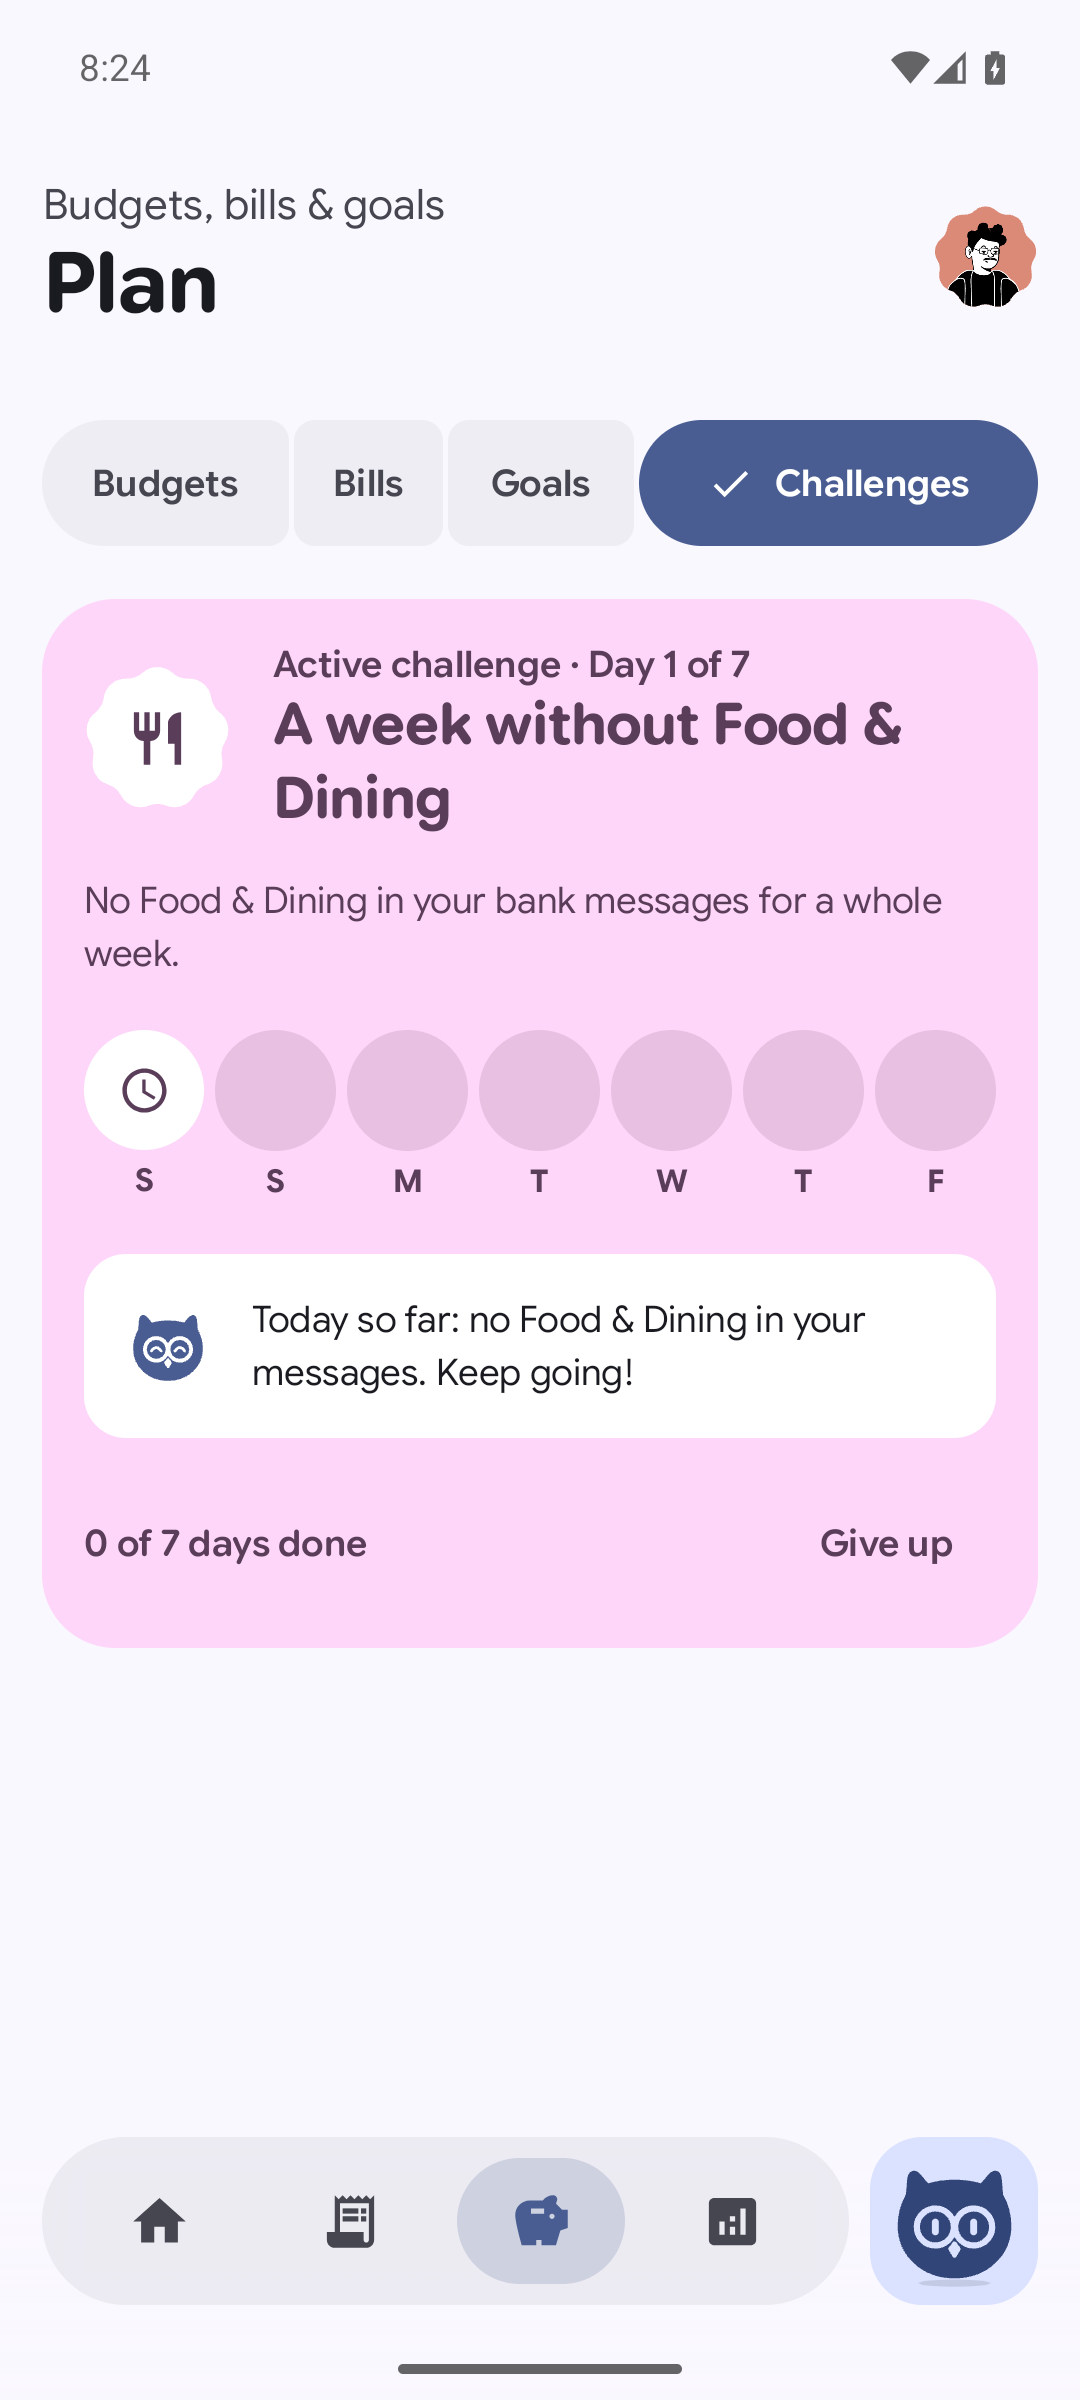 8:24
Budgets, bills & goals
Plan
Budgets
Bills
Goals
Challenges
Active challenge · Day 1 of 7
A week without Food &
Dining
No Food & Dining in your bank messages for a whole
week.
S S M T W T F
Today so far: no Food & Dining in your
messages. Keep going!
0 of 7 days done
Give up